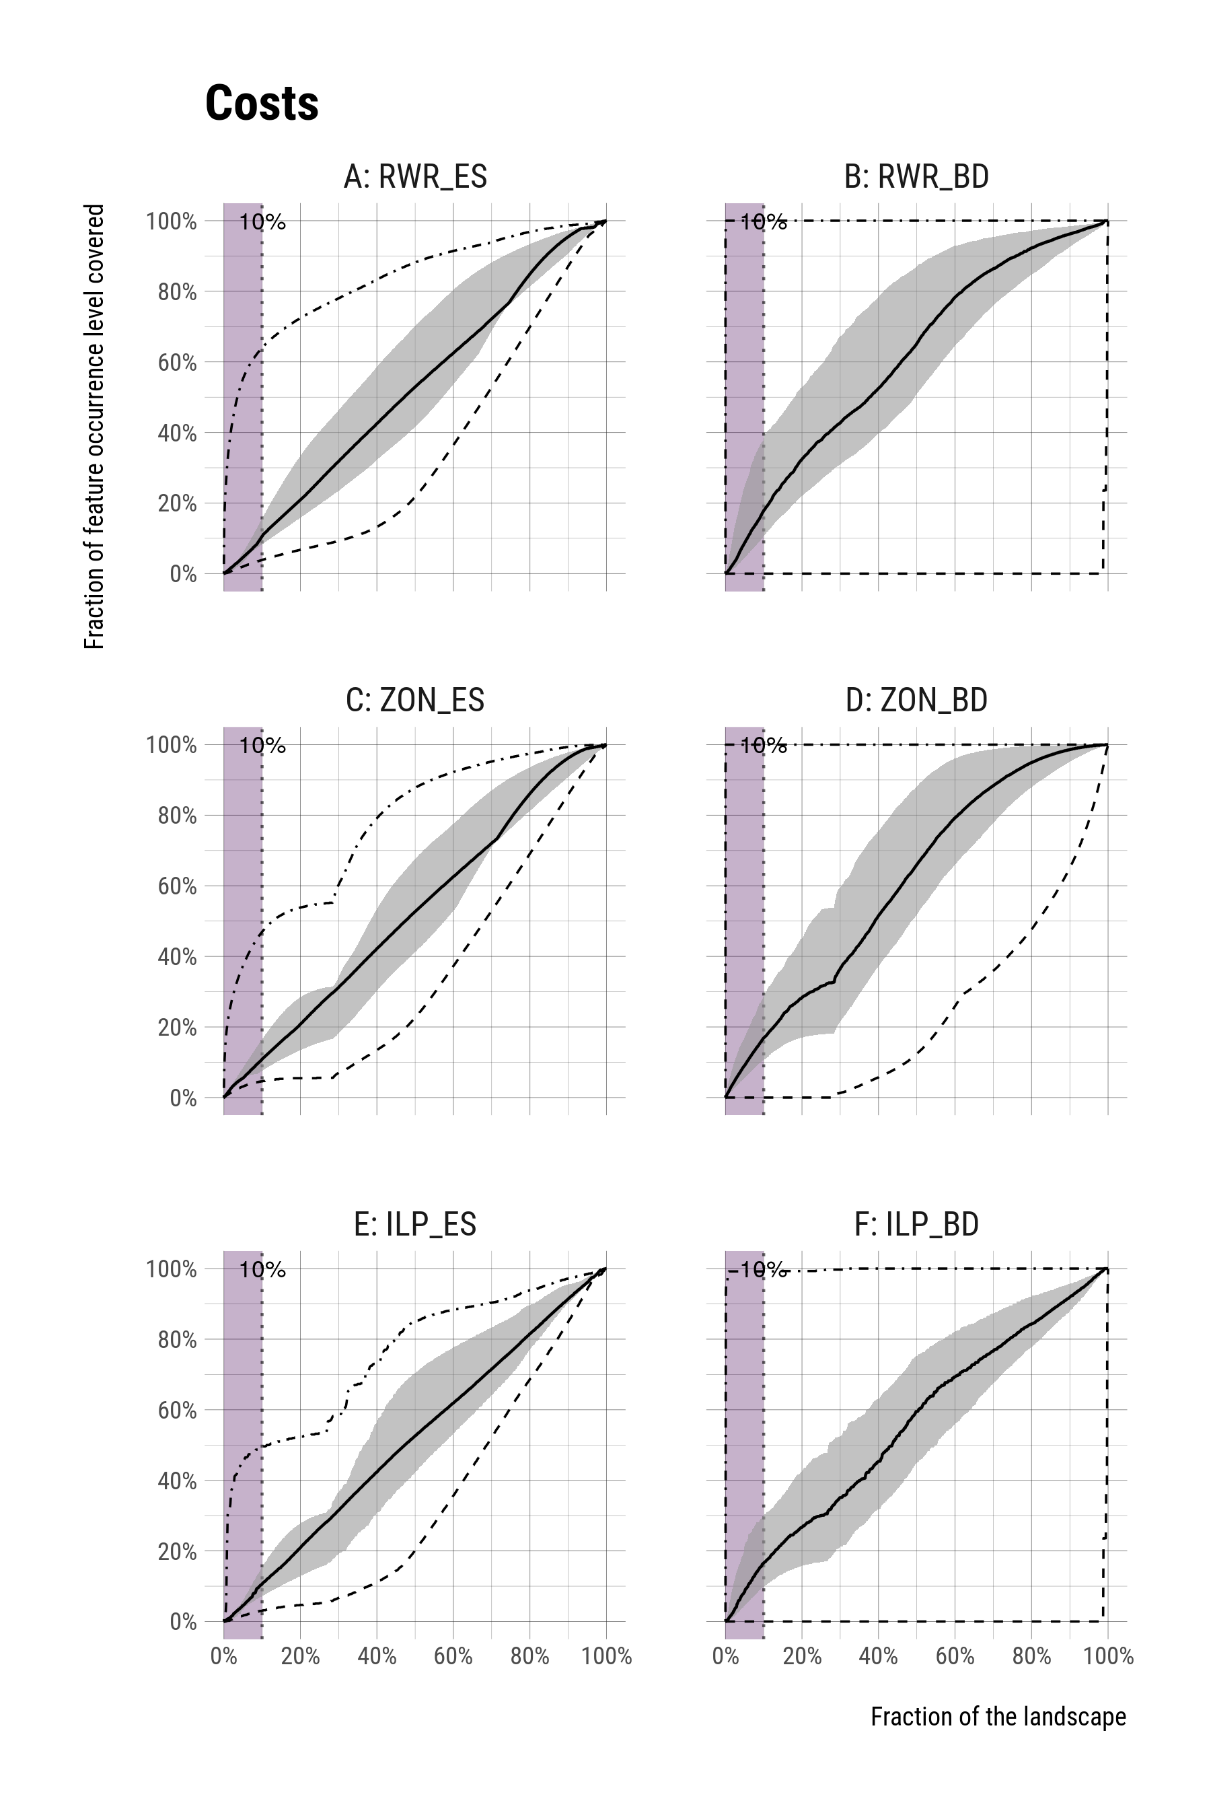 Costs
A: RWR_ES
B: RWR_BD
Fraction of feature occurrence level covered
100%
80%
60%
40%
20%
0%
10%
10%
C: ZON_ES
D: ZON_BD
100%
80%
60%
40%
20%
0%
10%
10%
E: ILP_ES
F: ILP_BD
100%
80%
60%
40%
20%
0%
10%
10%
0% 20% 40% 60% 80% 100%
0% 20% 40% 60% 80% 100%
Fraction of the landscape